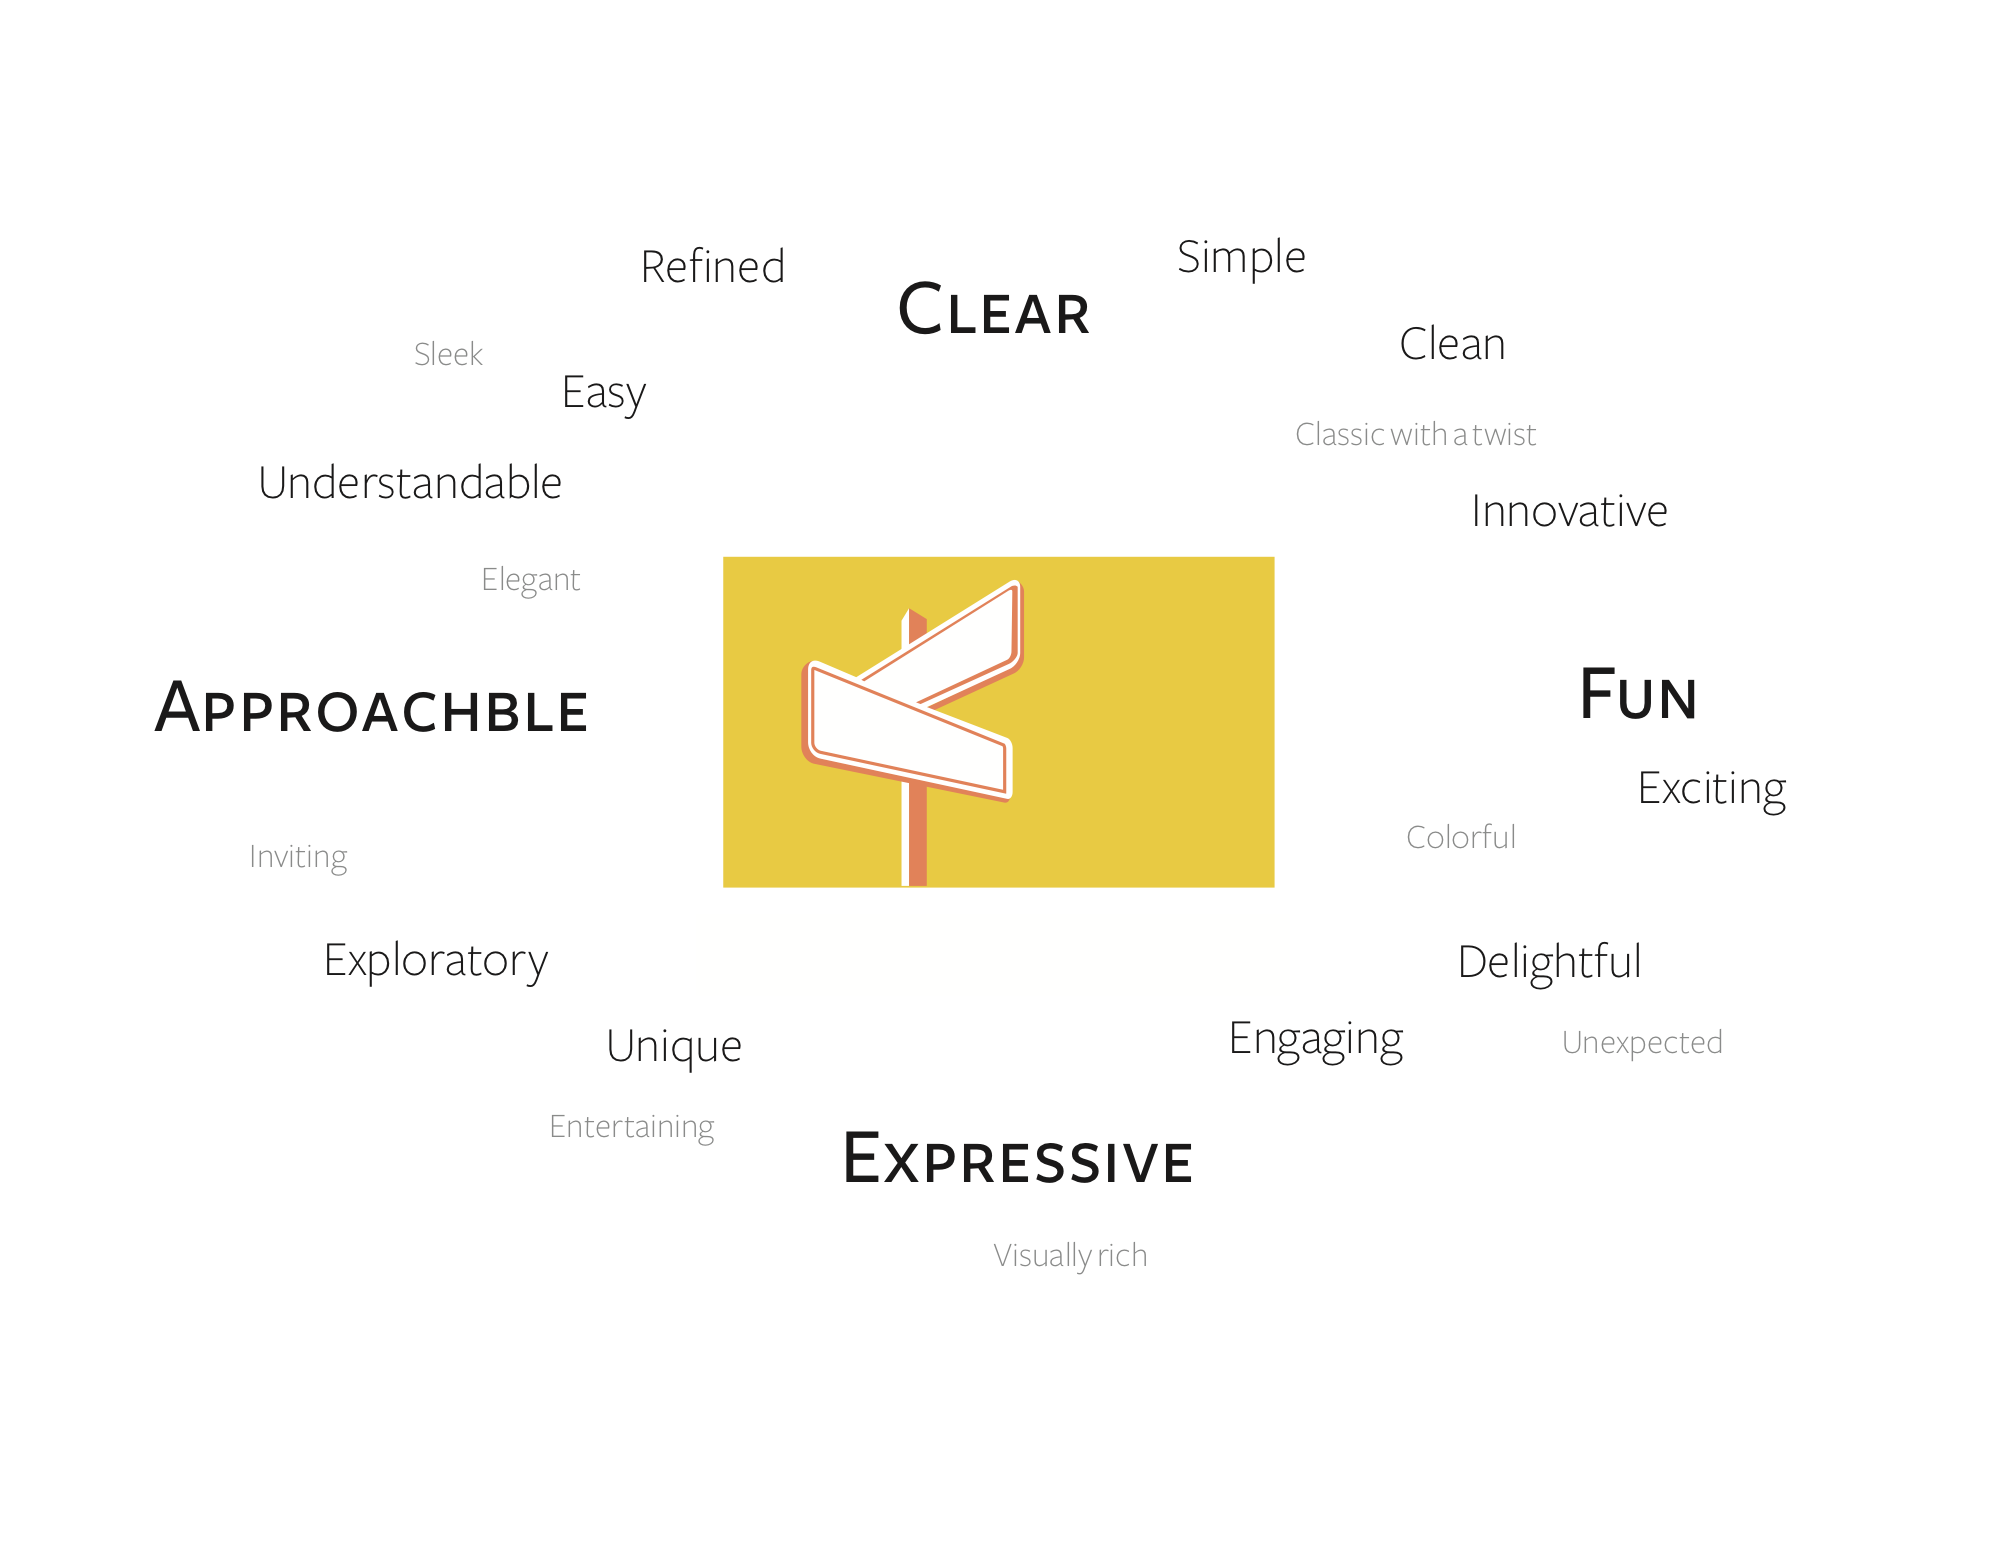 Refined
Simple
CLEAR
Clean
Sleek
Easy
Classic with a twist
Understandable
Innovative
Elegant
APPROACHBLE
FUN
Exciting
Colorful
Inviting
Exploratory
Delightful
Unique
Engaging
Unexpected
Entertaining
EXPRESSIVE
Visually rich